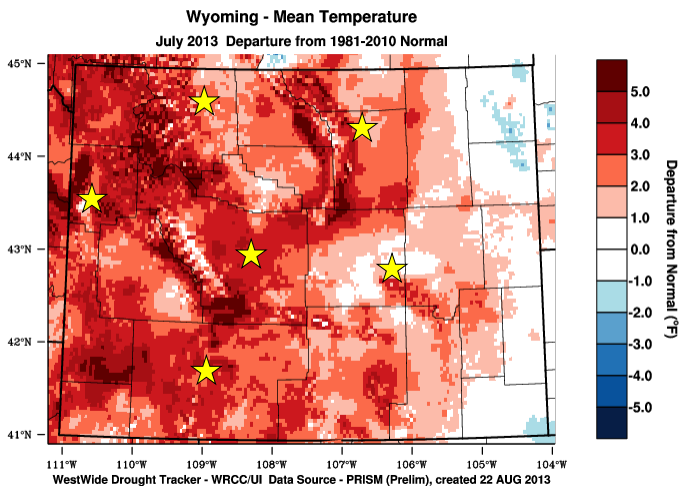 Wyoming - Mean Temperature
July 2013 Departure from 1981-2010 Normal
45°N
44°N
43°N
42°N
41°N
111°W 110°W 109°W 108°W 107°W 106°W 105°W 104°W
5.0
4.0
3.0
2.0
1.0
0.0
-1.0
-2.0
-3.0
-4.0
-5.0
Departure from Normal (°F)
WestWide Drought Tracker - WRCC/UI Data Source - PRISM (Prelim), created 22 AUG 2013